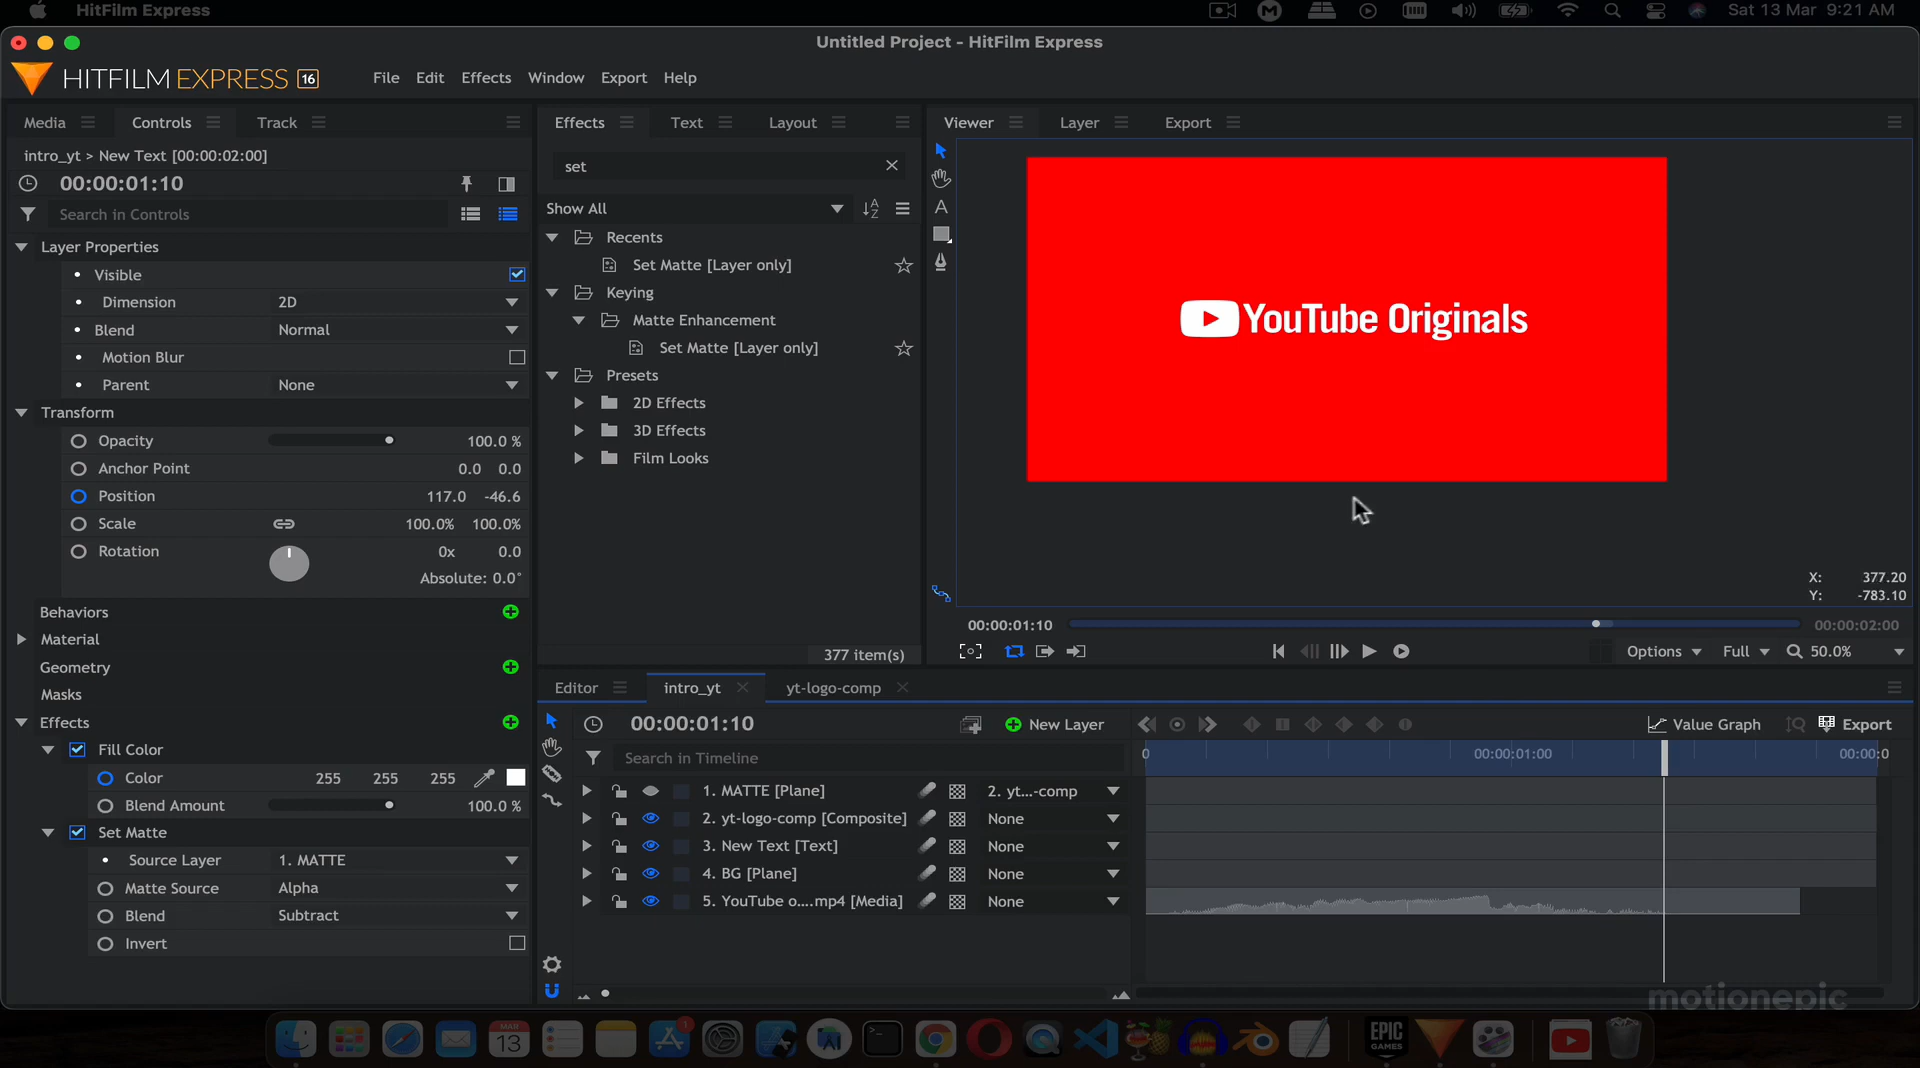 HitFilm Express
Sat 13 Mar 9:21 AM
Untitled Project - HitFilm Express
HITFILM EXPRESS 16
File Edit Effects Window Export Help
Media Controls Track
intro_yt > New Text [00:00:02:00]
00:00:01:10
Search in Controls
Layer Properties
Visible
Dimension 2D
Blend Normal
Motion Blur
Parent None
Transform
Opacity 100.0 %
Anchor Point 0.0 0.0
Position 117.0 -46.6
Scale 100.0% 100.0%
Rotation 0x 0.0
Absolute: 0.0°
Behaviors
Material
Geometry
Masks
Effects
Fill Color
Color 255 255 255
Blend Amount 100.0 %
Set Matte
Source Layer 1. MATTE
Matte Source Alpha
Blend Subtract
Invert
Effects Text Layout
set
Show All
Recents
Set Matte [Layer only]
Keying
Matte Enhancement
Set Matte [Layer only]
Presets
2D Effects
3D Effects
Film Looks
377 item(s)
Viewer Layer Export
YouTube Originals
X: 377.20
Y: -783.10
00:00:01:10
00:00:02:00
Options Full 50.0%
Editor intro_yt yt-logo-comp
00:00:01:10
New Layer
Value Graph
Export
Search in Timeline
0 00:00:01:00 00:00:0
1. MATTE [Plane] 2. yt...-comp
2. yt-logo-comp [Composite] None
3. New Text [Text] None
4. BG [Plane] None
5. YouTube o....mp4 [Media] None
motionepic
MAR
13
1
EPIC
GAMES